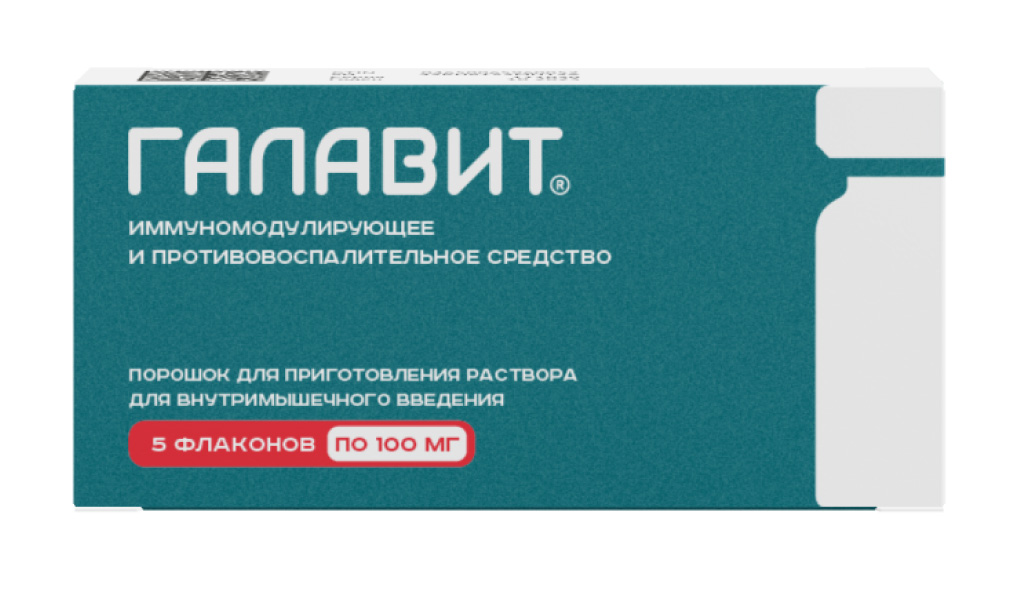 ГАЛАВИТ®
ИММУНОМОДУЛИРУЮЩЕЕ
И ПРОТИВОВОСПАЛИТЕЛЬНОЕ СРЕДСТВО
ПОРОШОК ДЛЯ ПРИГОТОВЛЕНИЯ РАСТВОРА
ДЛЯ ВНУТРИМЫШЕЧНОГО ВВЕДЕНИЯ
5 ФЛАКОНОВ ПО 100 МГ